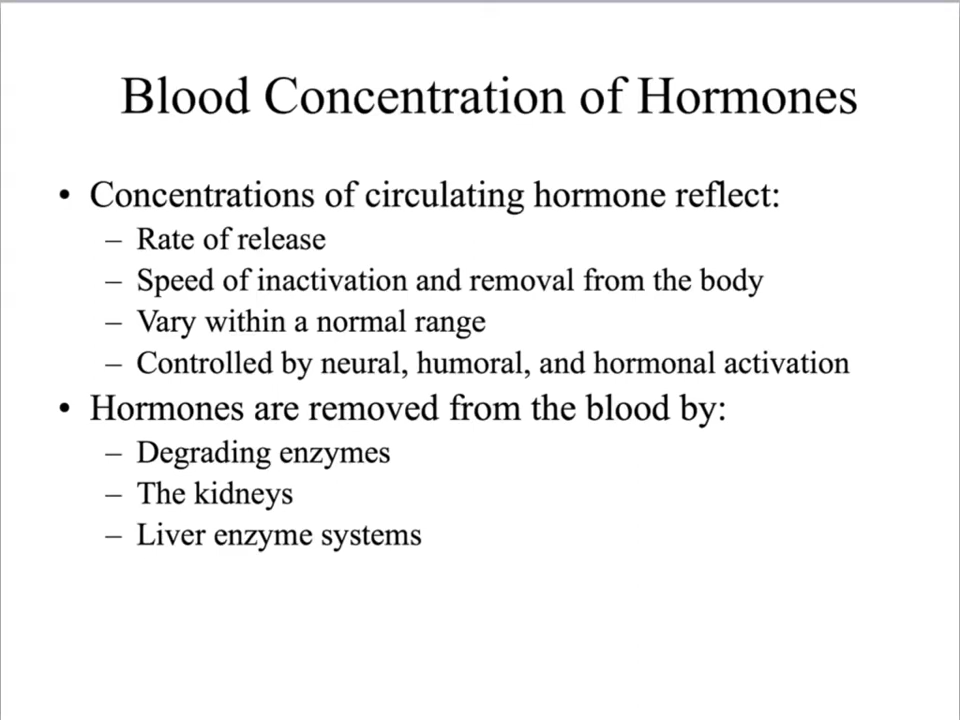 Blood Concentration of Hormones
• Concentrations of circulating hormone reflect:
– Rate of release
– Speed of inactivation and removal from the body
– Vary within a normal range
– Controlled by neural, humoral, and hormonal activation
• Hormones are removed from the blood by:
– Degrading enzymes
– The kidneys
– Liver enzyme systems